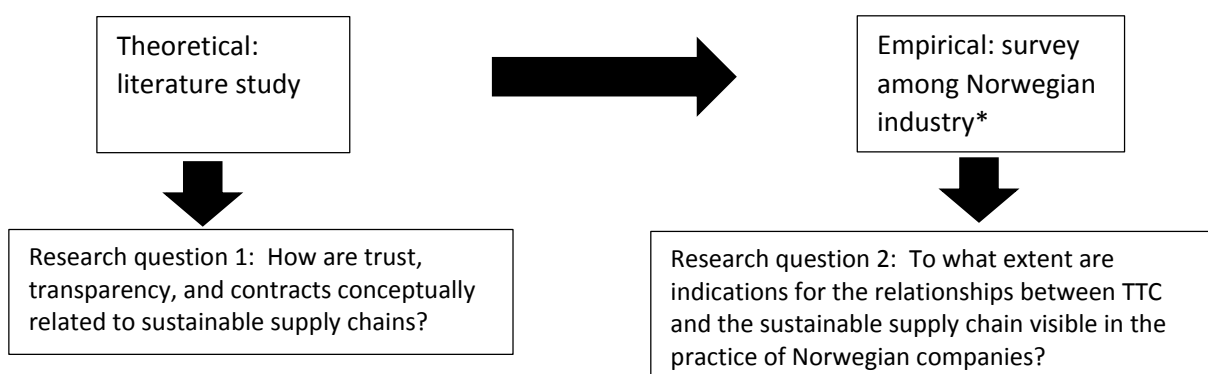 Theoretical:
literature study
Empirical: survey
among Norwegian
industry*
Research question 1:  How are trust,
transparency, and contracts conceptually
related to sustainable supply chains?
Research question 2:  To what extent are
indications for the relationships between TTC
and the sustainable supply chain visible in the
practice of Norwegian companies?